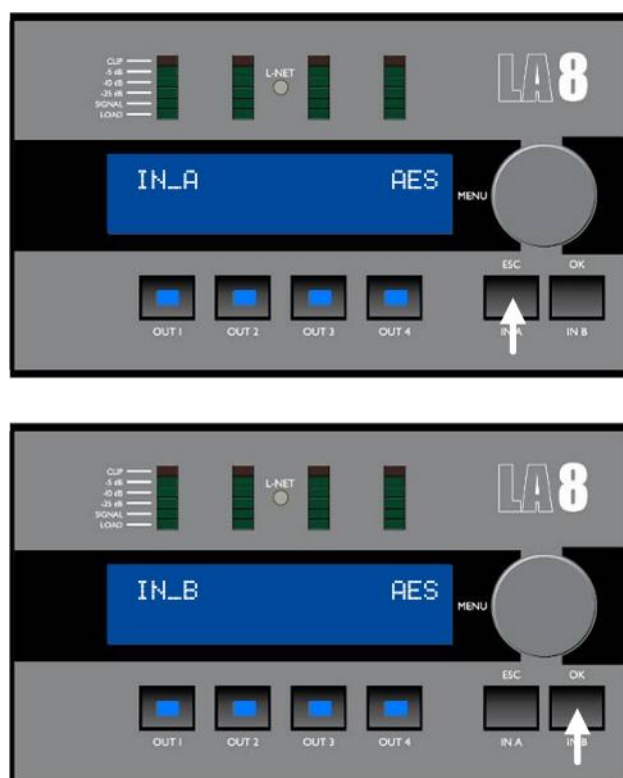 CLIP
-5 dB
-10 dB
-25 dB
SIGNAL
LOAD
L-NET
LA8
IN_A AES
MENU
ESC OK
OUT 1 OUT 2 OUT 3 OUT 4 IN A IN B
CLIP
-5 dB
-10 dB
-25 dB
SIGNAL
LOAD
L-NET
LA8
IN_B AES
MENU
ESC OK
OUT 1 OUT 2 OUT 3 OUT 4 IN A IN B